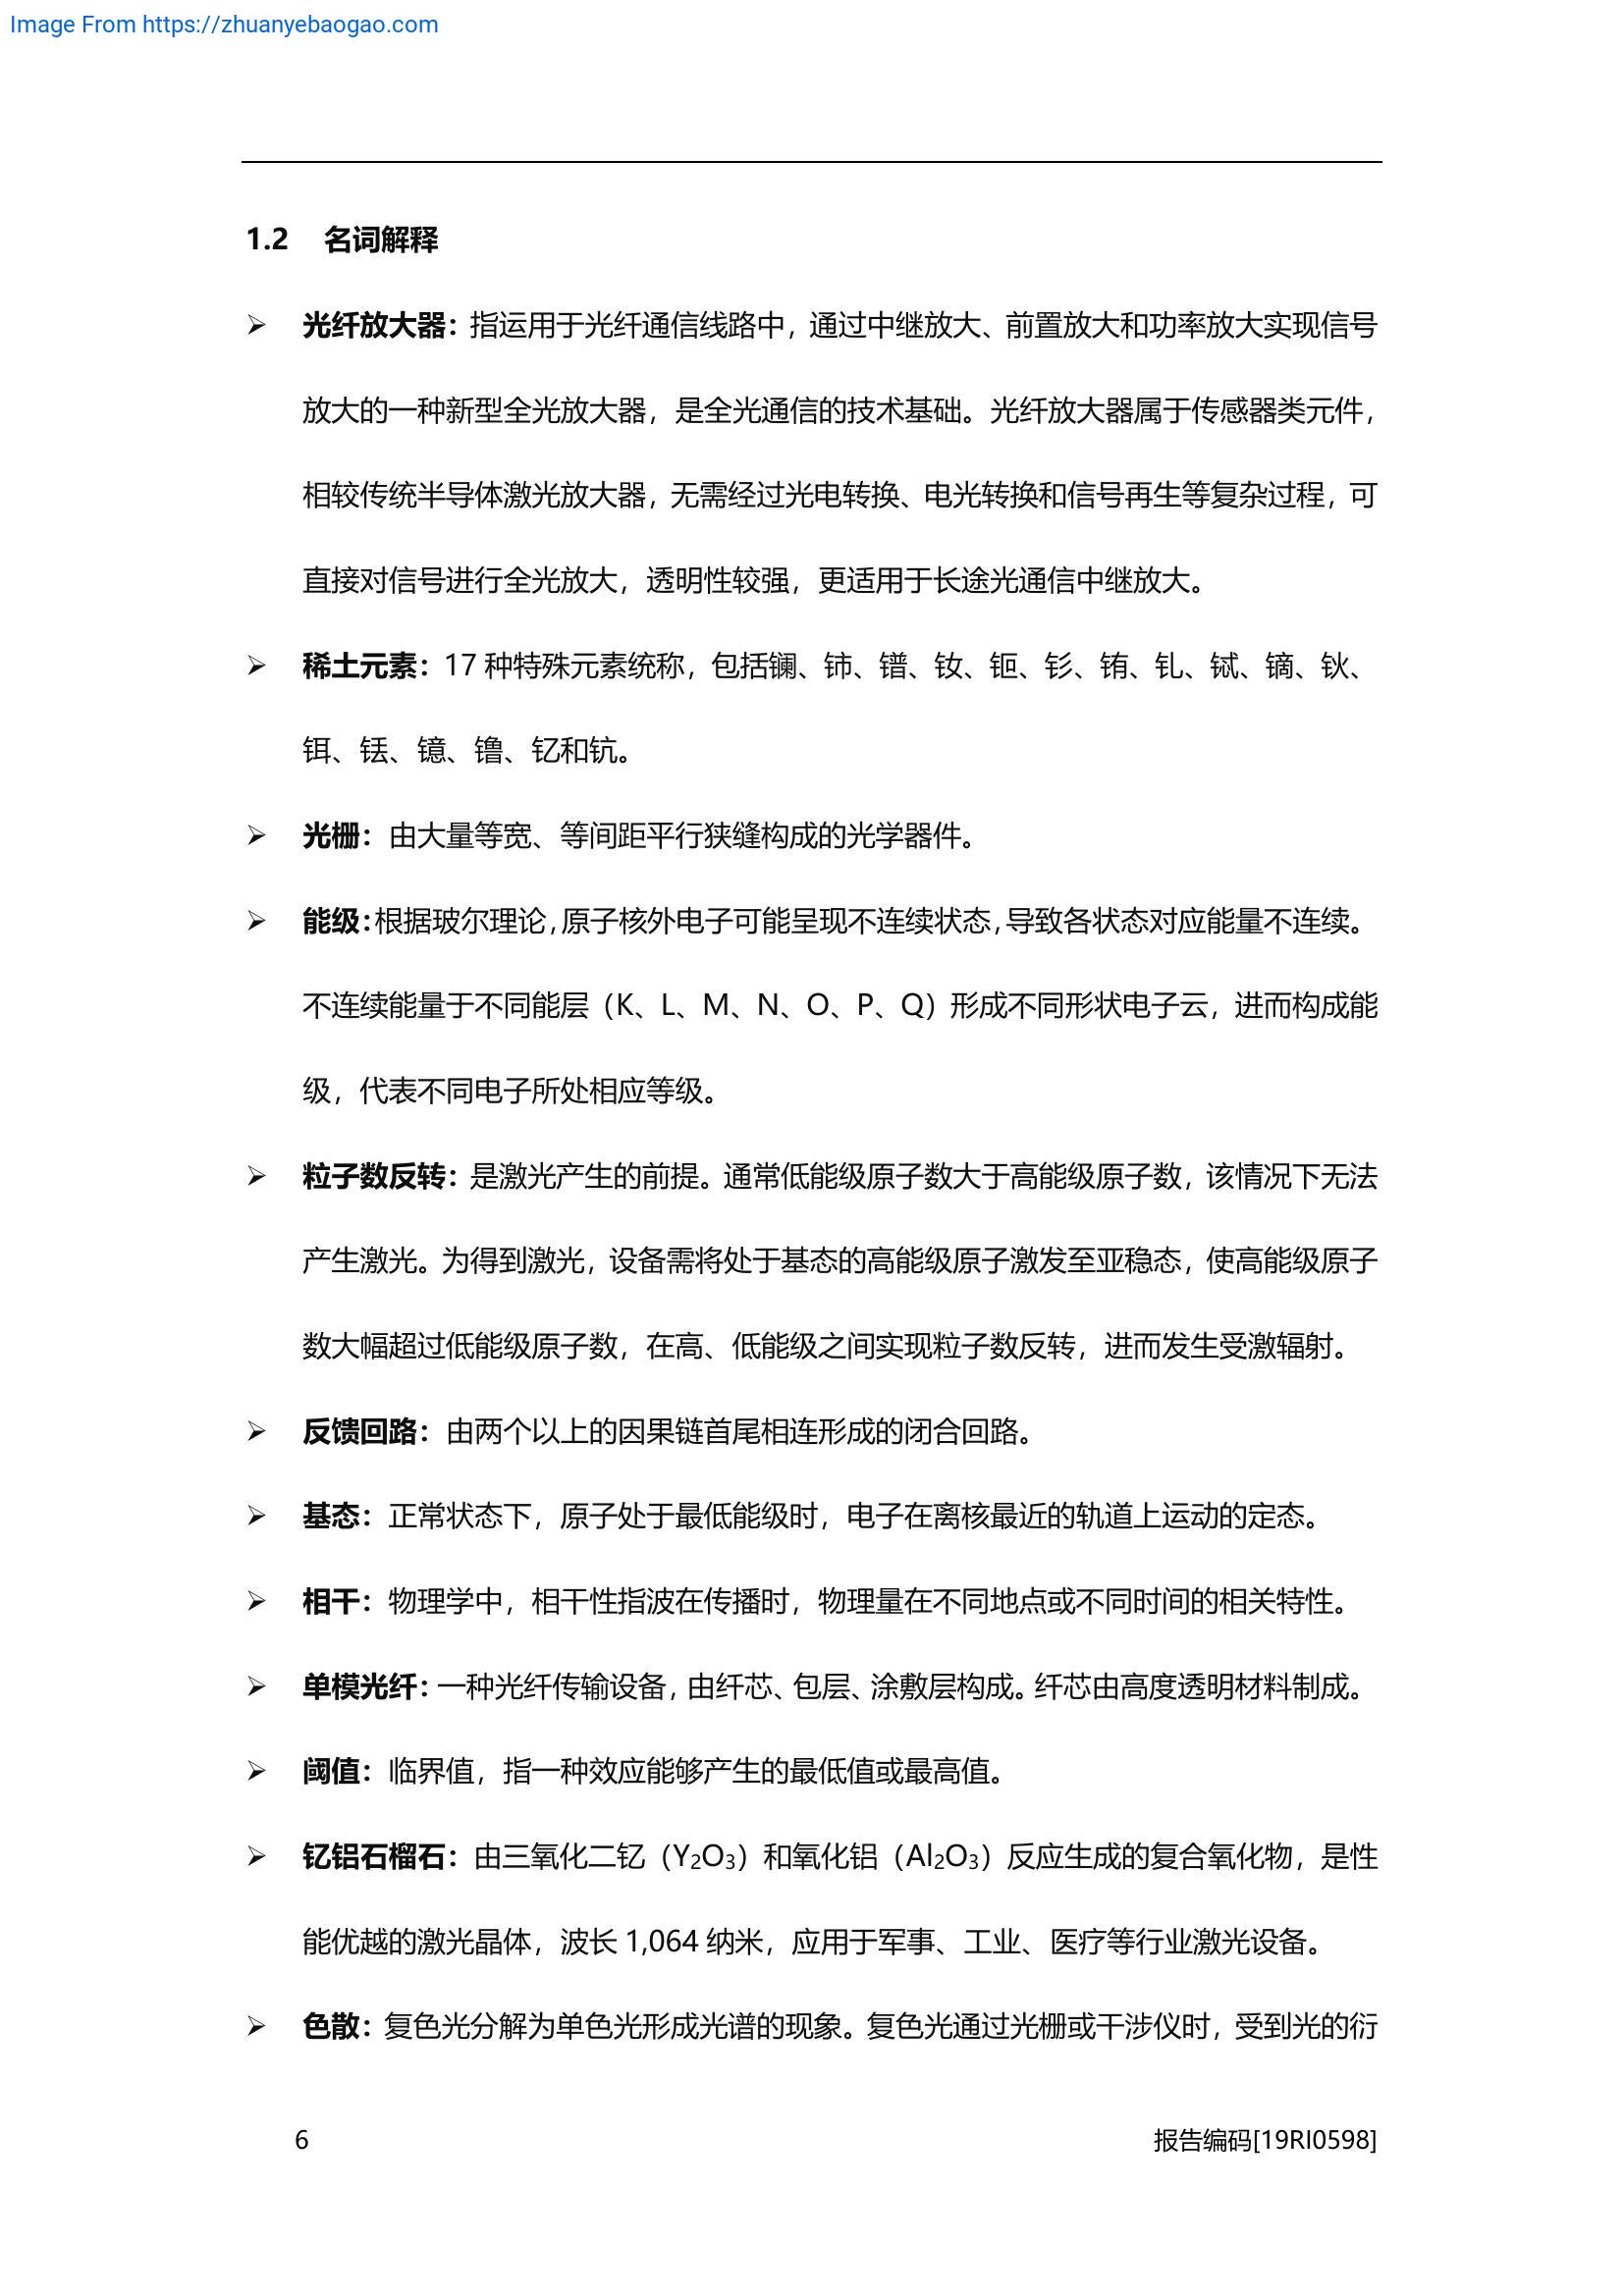 Image From https://zhuanyebaogao.com
1.2 名词解释
➢ 光纤放大器：指运用于光纤通信线路中，通过中继放大、前置放大和功率放大实现信号
放大的一种新型全光放大器，是全光通信的技术基础。光纤放大器属于传感器类元件，
相较传统半导体激光放大器，无需经过光电转换、电光转换和信号再生等复杂过程，可
直接对信号进行全光放大，透明性较强，更适用于长途光通信中继放大。
➢ 稀土元素：17 种特殊元素统称，包括镧、铈、镨、钕、钷、钐、铕、钆、铽、镝、钬、
铒、铥、镱、镥、钇和钪。
➢ 光栅：由大量等宽、等间距平行狭缝构成的光学器件。
➢ 能级：根据玻尔理论，原子核外电子可能呈现不连续状态，导致各状态对应能量不连续。
不连续能量于不同能层（K、L、M、N、O、P、Q）形成不同形状电子云，进而构成能
级，代表不同电子所处相应等级。
➢ 粒子数反转：是激光产生的前提。通常低能级原子数大于高能级原子数，该情况下无法
产生激光。为得到激光，设备需将处于基态的高能级原子激发至亚稳态，使高能级原子
数大幅超过低能级原子数，在高、低能级之间实现粒子数反转，进而发生受激辐射。
➢ 反馈回路：由两个以上的因果链首尾相连形成的闭合回路。
➢ 基态：正常状态下，原子处于最低能级时，电子在离核最近的轨道上运动的定态。
➢ 相干：物理学中，相干性指波在传播时，物理量在不同地点或不同时间的相关特性。
➢ 单模光纤：一种光纤传输设备，由纤芯、包层、涂敷层构成。纤芯由高度透明材料制成。
➢ 阈值：临界值，指一种效应能够产生的最低值或最高值。
➢ 钇铝石榴石：由三氧化二钇（Y₂O₃）和氧化铝（Al₂O₃）反应生成的复合氧化物，是性
能优越的激光晶体，波长 1,064 纳米，应用于军事、工业、医疗等行业激光设备。
➢ 色散：复色光分解为单色光形成光谱的现象。复色光通过光栅或干涉仪时，受到光的衍
6 报告编码[19RI0598]